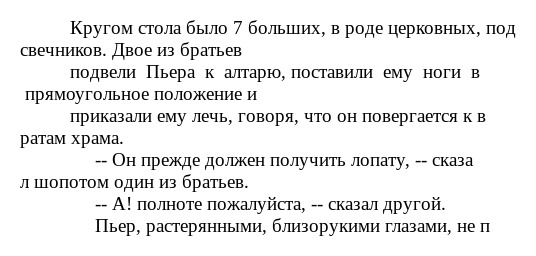 Кругом стола было 7 больших, в роде церковных, под
свечников. Двое из братьев
подвели Пьера к алтарю, поставили ему ноги в
прямоугольное положение и
приказали ему лечь, говоря, что он повергается к в
ратам храма.
-- Он прежде должен получить лопату, -- сказа
л шопотом один из братьев.
-- А! полноте пожалуйста, -- сказал другой.
Пьер, растерянными, близорукими глазами, не п